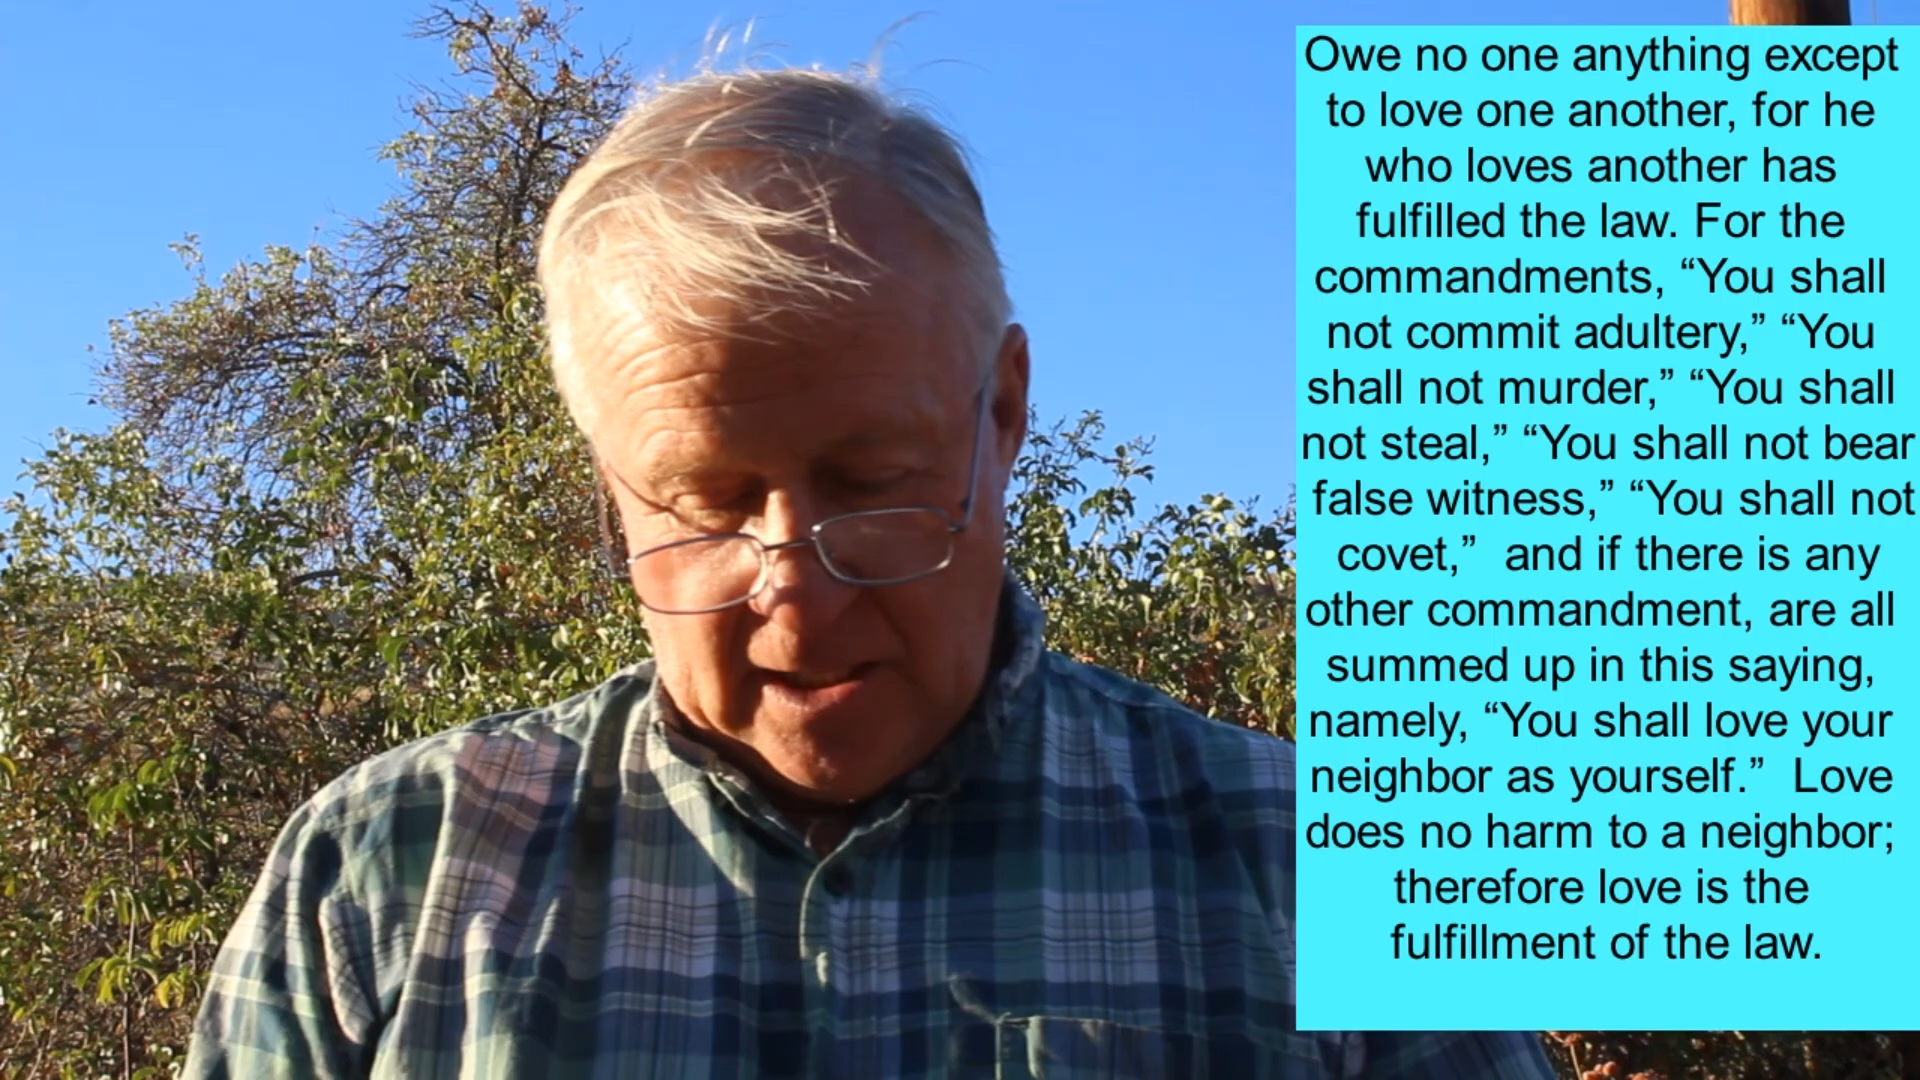 Owe no one anything except
to love one another, for he
who loves another has
fulfilled the law. For the
commandments, “You shall
not commit adultery,” “You
shall not murder,” “You shall
not steal,” “You shall not bear
false witness,” “You shall not
covet,”  and if there is any
other commandment, are all
summed up in this saying,
namely, “You shall love your
neighbor as yourself.”  Love
does no harm to a neighbor;
therefore love is the
fulfillment of the law.